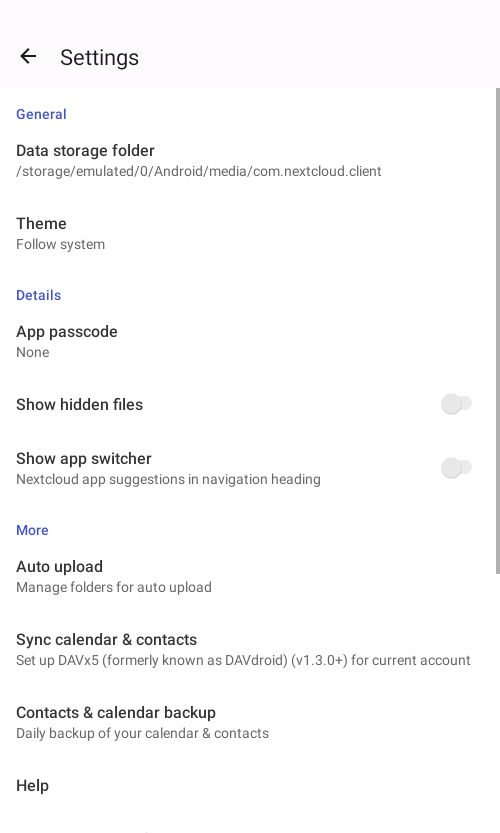 Settings
General
Data storage folder
/storage/emulated/0/Android/media/com.nextcloud.client
Theme
Follow system
Details
App passcode
None
Show hidden files
Show app switcher
Nextcloud app suggestions in navigation heading
More
Auto upload
Manage folders for auto upload
Sync calendar & contacts
Set up DAVx5 (formerly known as DAVdroid) (v1.3.0+) for current account
Contacts & calendar backup
Daily backup of your calendar & contacts
Help